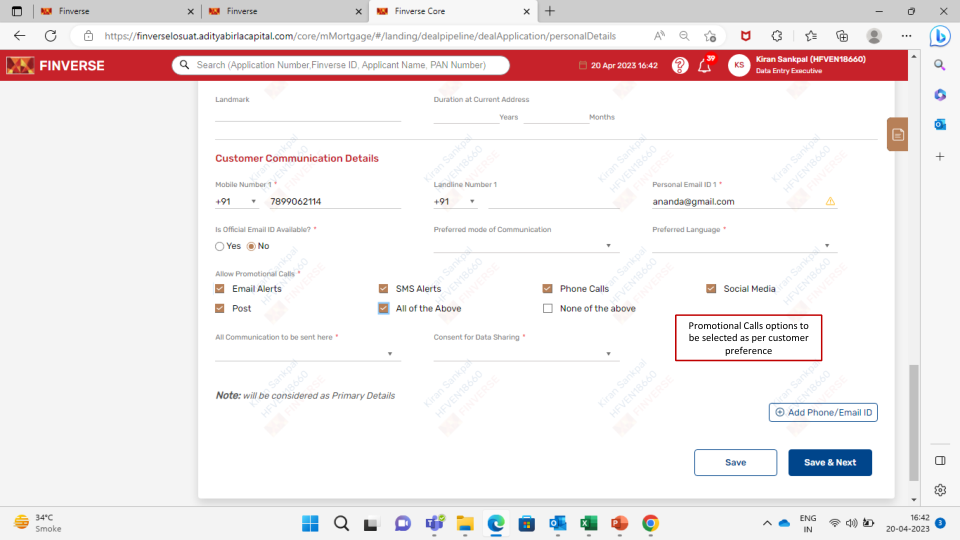 Finverse
Finverse
Finverse Core
https://finverselosuat.adityabirlacapital.com/core/mMortgage/#/landing/dealpipeline/dealApplication/personalDetails
FINVERSE
Search (Application Number,Finverse ID, Applicant Name, PAN Number)
20 Apr 2023 16:42
39
KS
Kiran Sankpal (HFVEN18660)
Data Entry Executive
Landmark
Duration at Current Address
Years
Months
Customer Communication Details
Mobile Number 1 *
Landline Number 1
Personal Email ID 1 *
+91
7899062114
+91
ananda@gmail.com
Is Official Email ID Available? *
Preferred mode of Communication
Preferred Language *
Yes
No
Allow Promotional Calls *
Email Alerts
SMS Alerts
Phone Calls
Social Media
Post
All of the Above
None of the above
Promotional Calls options to
be selected as per customer
preference
All Communication to be sent here *
Consent for Data Sharing *
Note: will be considered as Primary Details
Add Phone/Email ID
Save
Save & Next
Kiran Sankpal
HFVEN18660
FINVERSE
34°C
Smoke
ENG
IN
16:42
20-04-2023
3